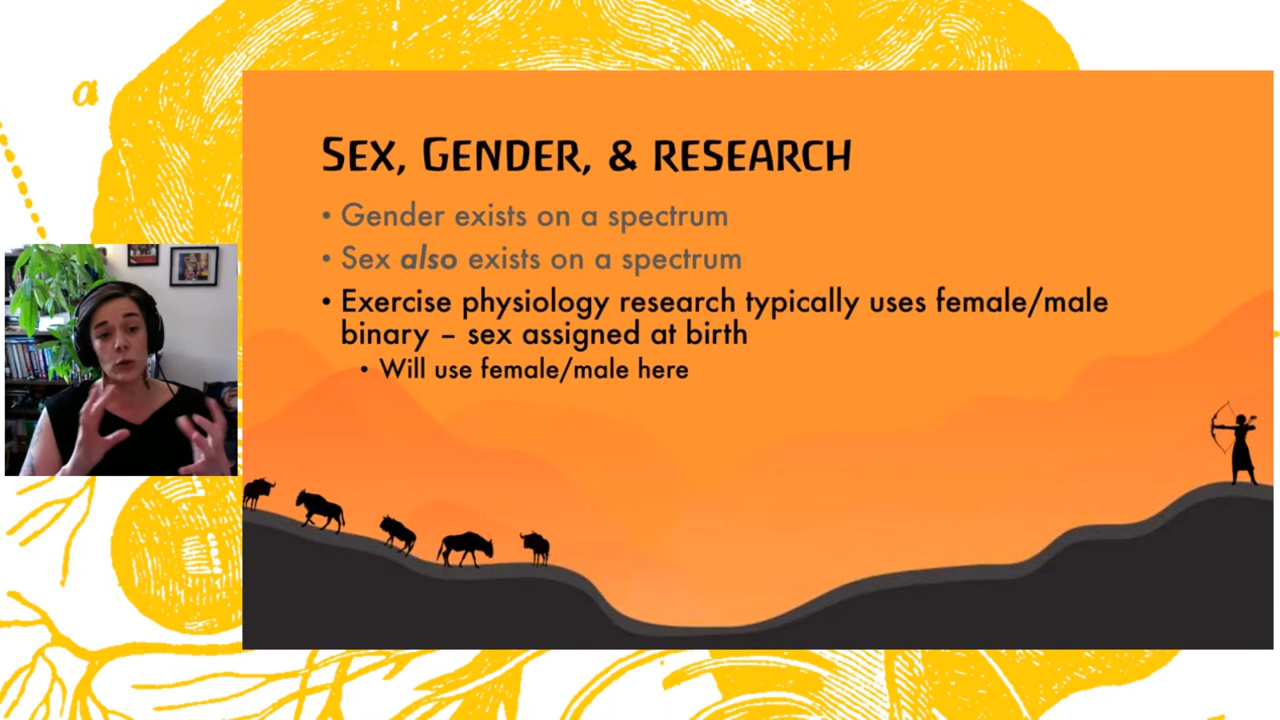 a
Sex, Gender, & research
• Gender exists on a spectrum
• Sex also exists on a spectrum
• Exercise physiology research typically uses female/male
binary – sex assigned at birth
• Will use female/male here